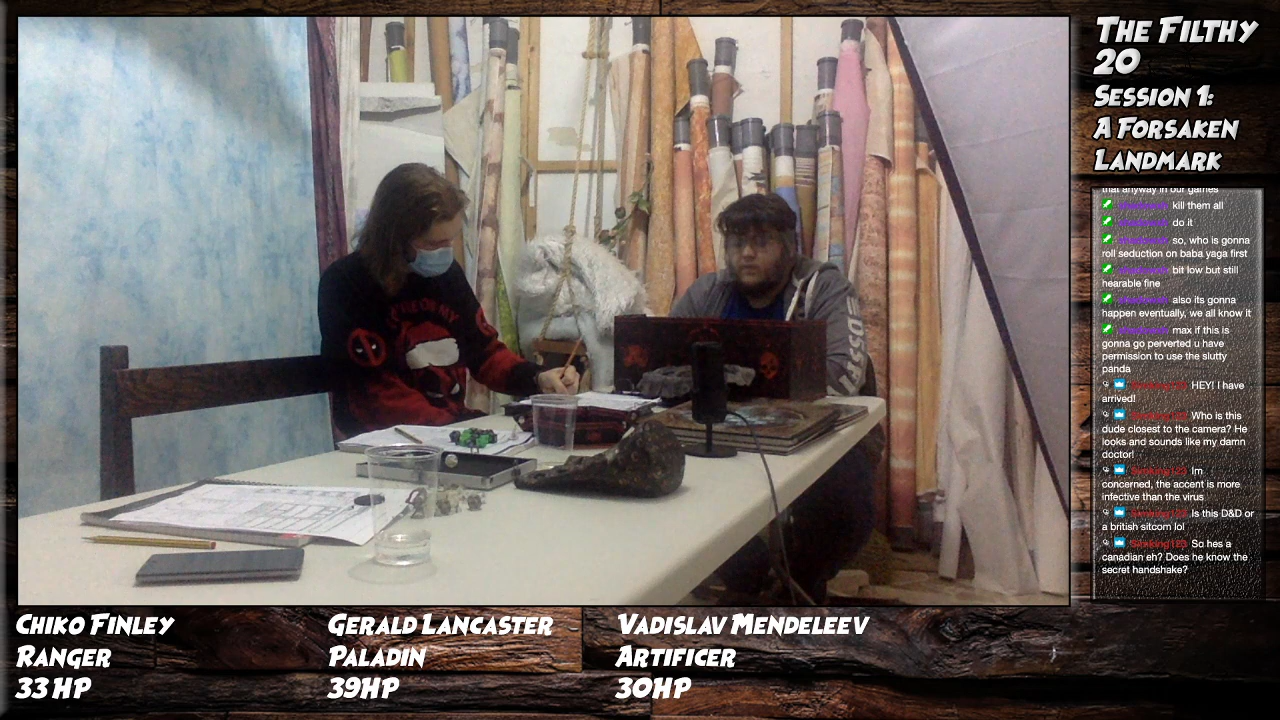 THE FILTHY
20
SESSION 1:
A FORSAKEN
LANDMARK
that anyway in our games
kill them all
do it
so, who is gonna
roll seduction on baba yaga first
bit low but still
hearable fine
also its gonna
happen eventually, we all know it
max if this is
gonna go perverted u have
permission to use the slutty
panda
HEY! I have
arrived!
Who is this
dude closest to the camera? He
looks and sounds like my damn
doctor!
Im
concerned, the accent is more
infective than the virus
Is this D&D or
a british sitcom lol
So hes a
canadian eh? Does he know the
secret handshake?
CHIKO FINLEY
RANGER
33 HP
GERALD LANCASTER
PALADIN
39HP
VADISLAV MENDELEEV
ARTIFICER
30HP